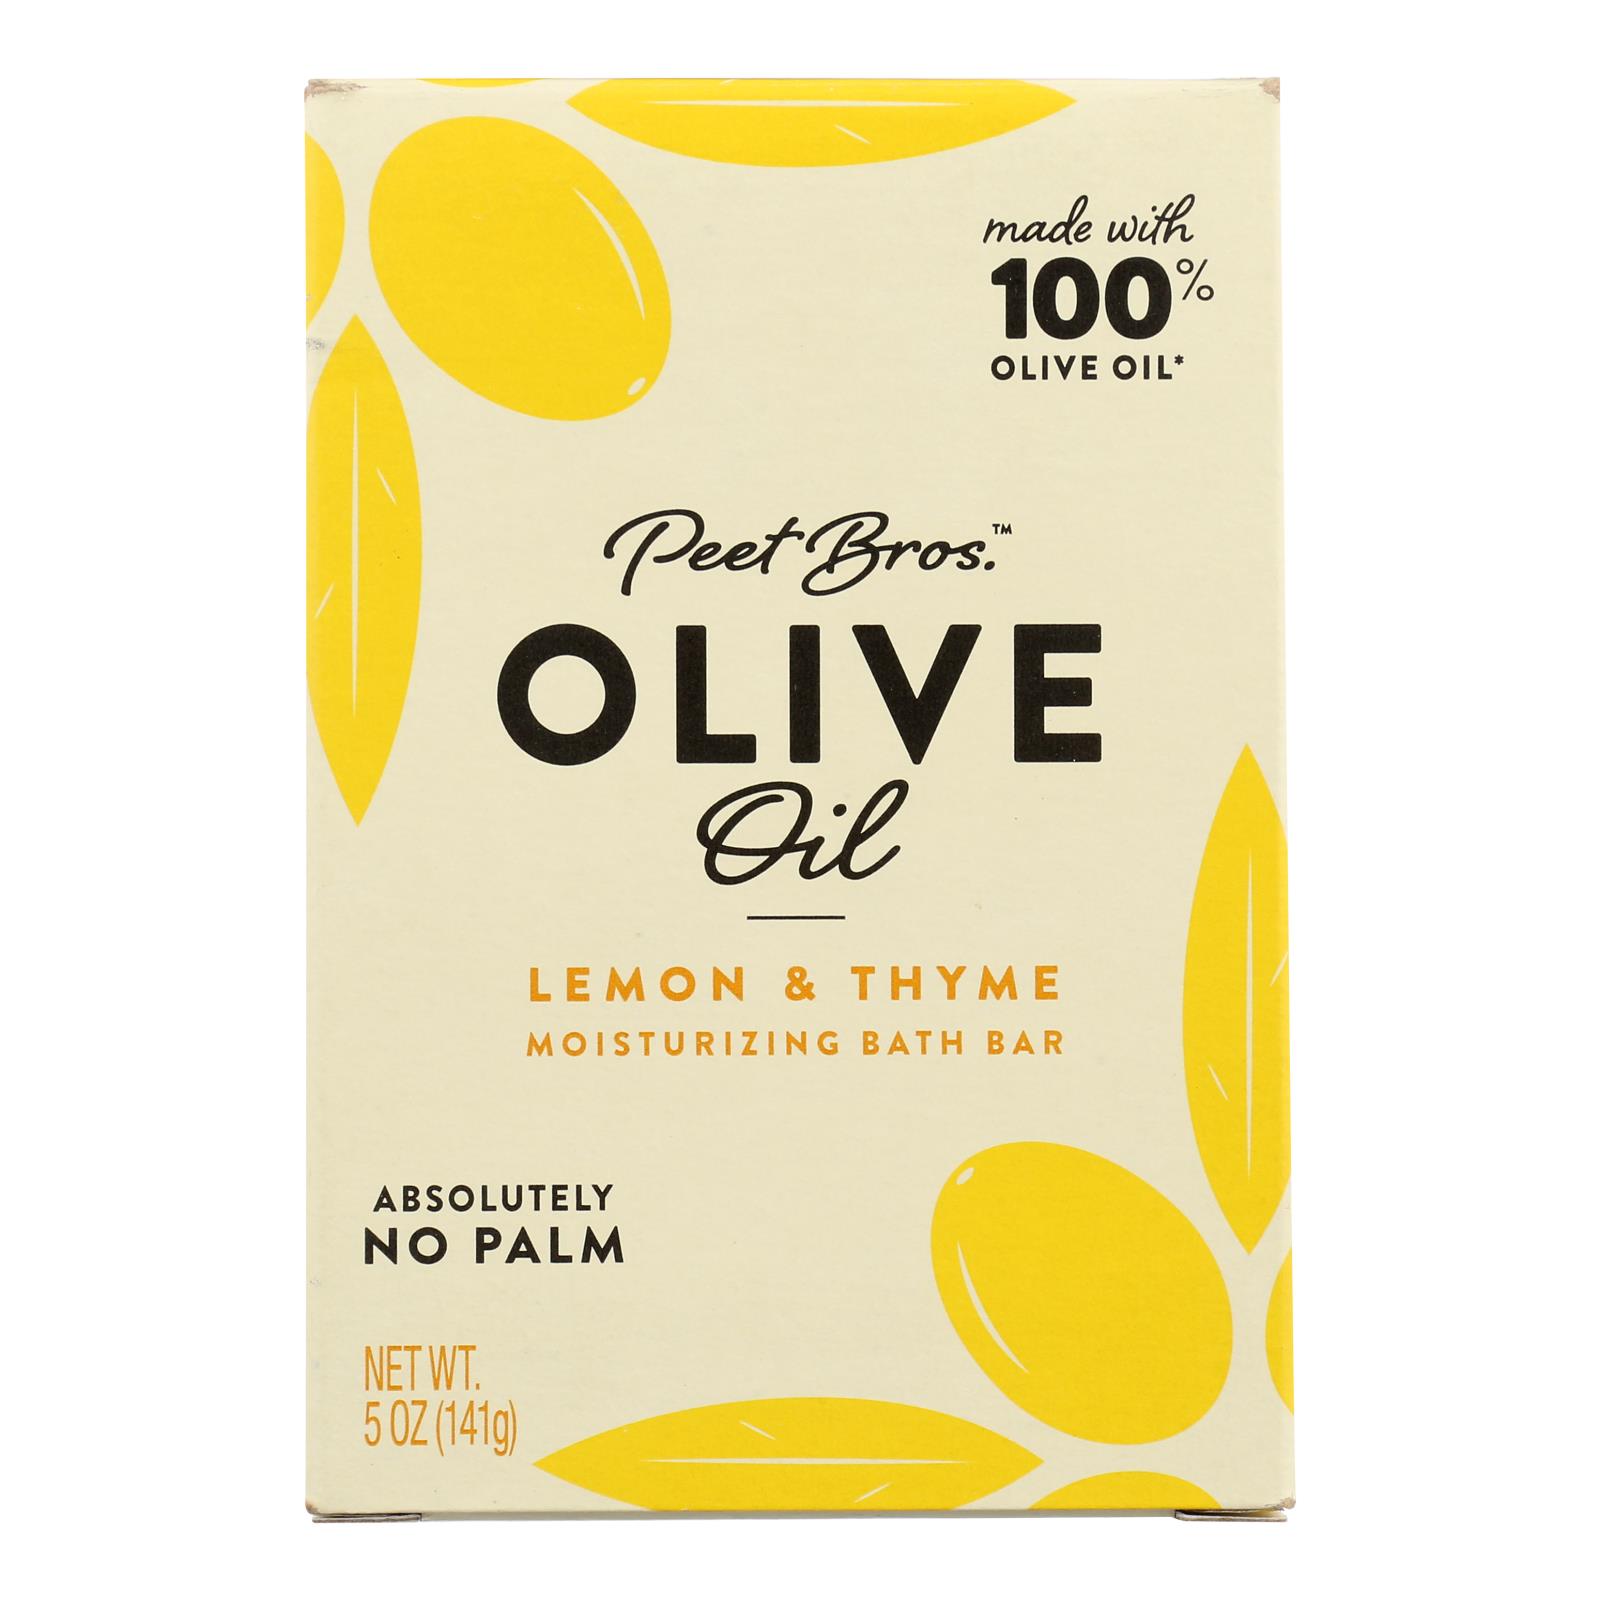 made with
100%
OLIVE OIL*
Peet Bros.™
OLIVE
Oil
LEMON & THYME
MOISTURIZING BATH BAR
ABSOLUTELY
NO PALM
NET WT.
5 OZ (141g)